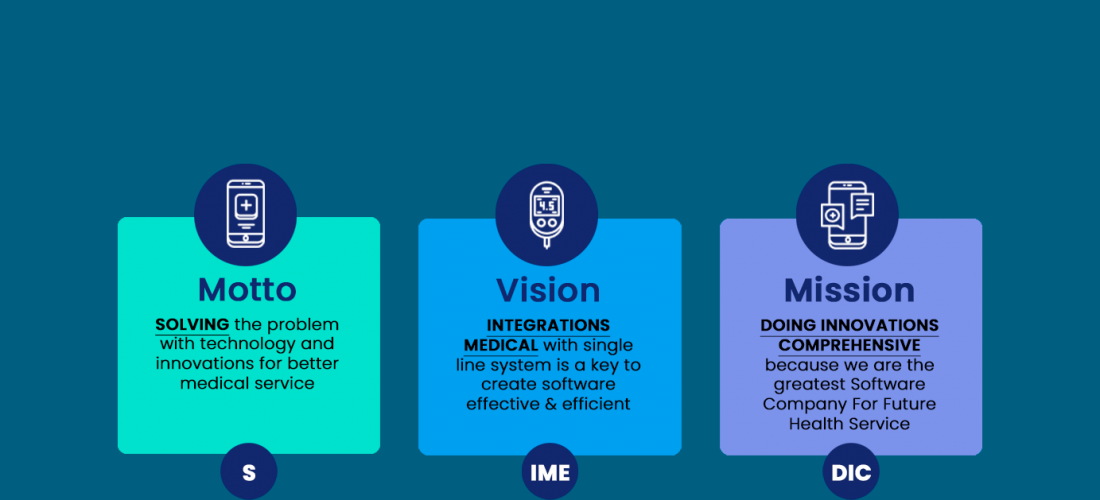 Motto
SOLVING the problem
with technology and
innovations for better
medical service
S
4.5
Vision
INTEGRATIONS
MEDICAL with single
line system is a key to
create software
effective & efficient
IME
Mission
DOING INNOVATIONS
COMPREHENSIVE
because we are the
greatest Software
Company For Future
Health Service
DIC